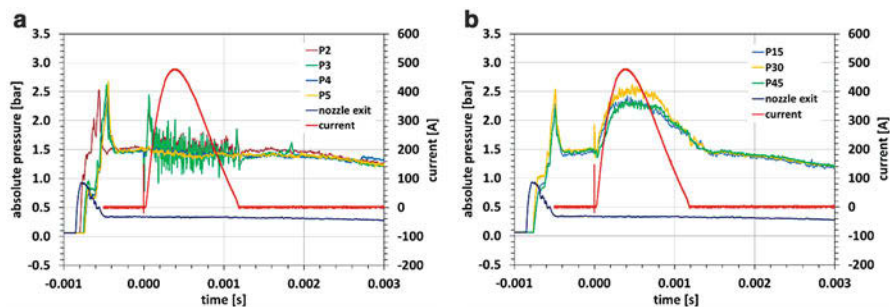 a
3.5
3.0
2.5
2.0
1.5
1.0
0.5
0.0
-0.5
absolute pressure [bar]
600
500
400
300
200
100
0
-100
-200
current [A]
P2
P3
P4
P5
nozzle exit
current
-0.001
0.000
0.001
0.002
0.003
time [s]
b
3.5
3.0
2.5
2.0
1.5
1.0
0.5
0.0
-0.5
absolute pressure [bar]
600
500
400
300
200
100
0
-100
-200
current [A]
P15
P30
P45
nozzle exit
current
-0.001
0.000
0.001
0.002
0.003
time [s]